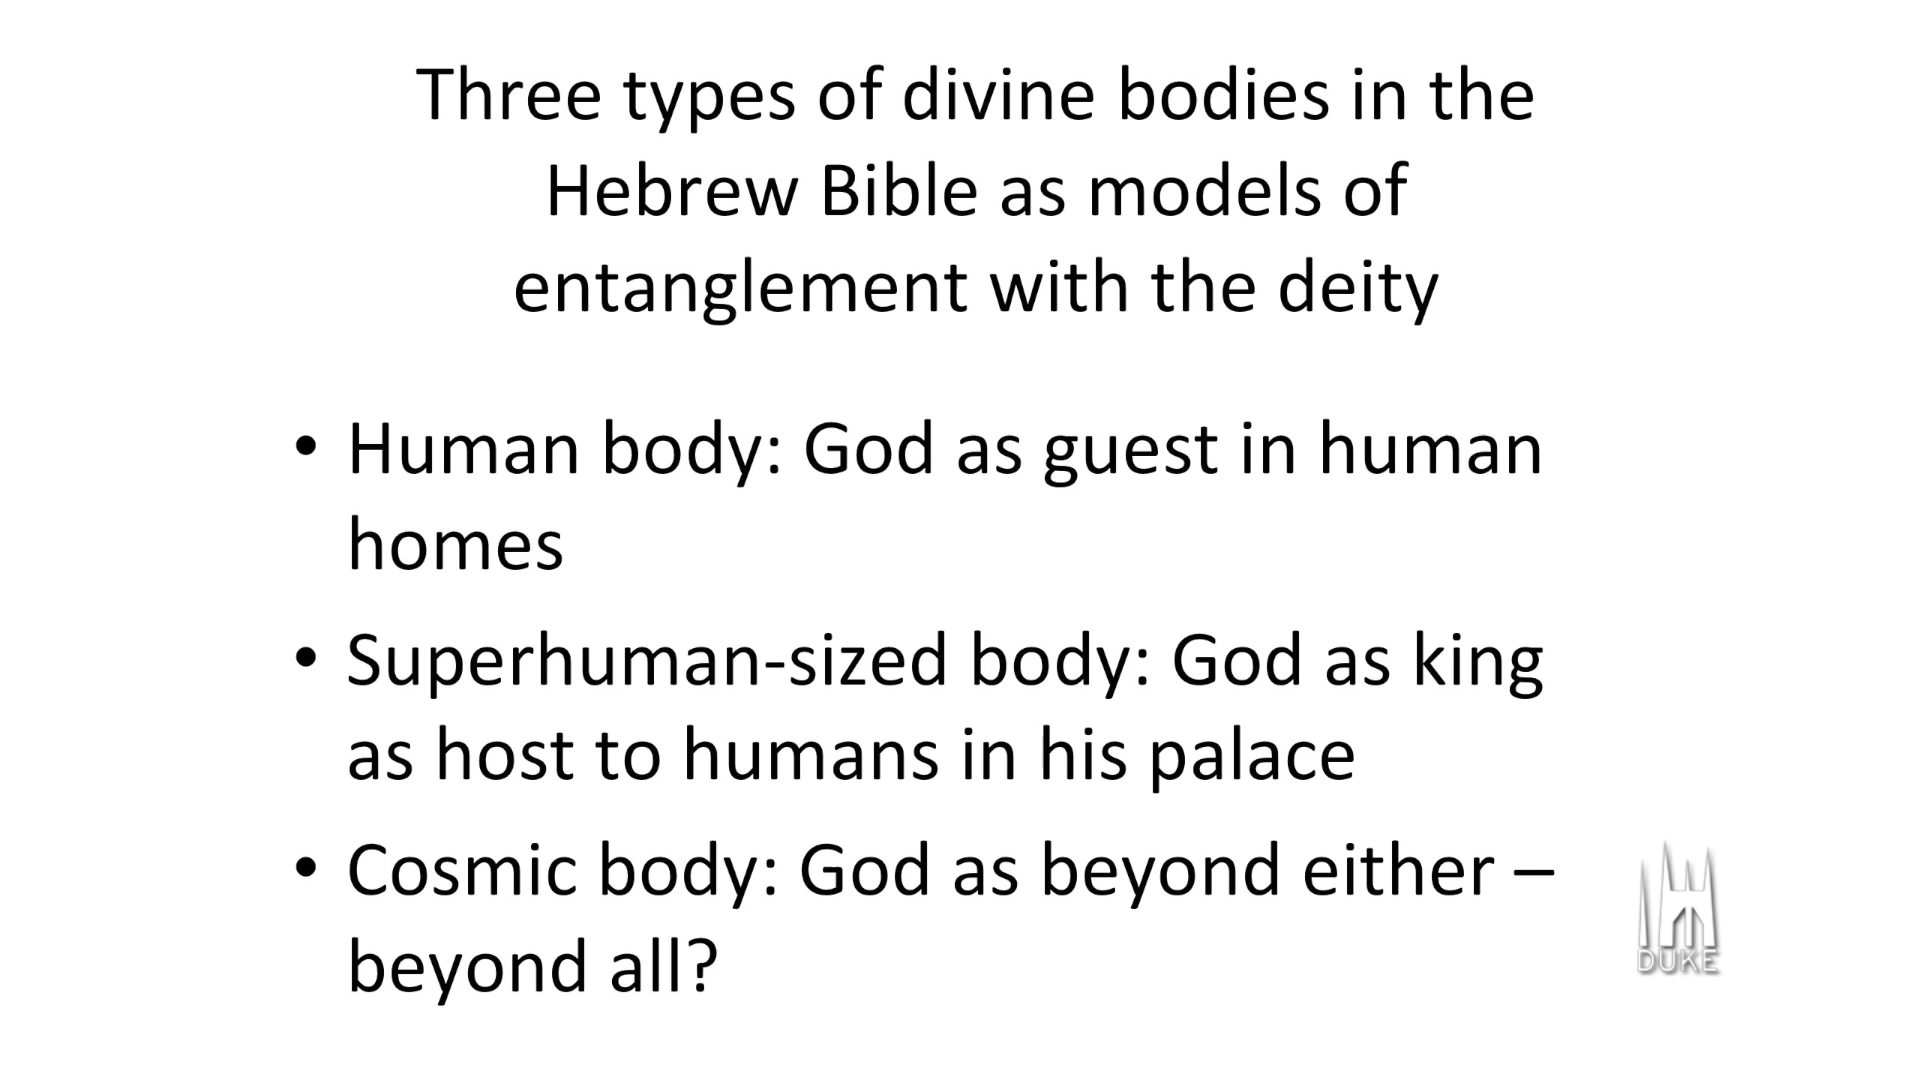 Three types of divine bodies in the
Hebrew Bible as models of
entanglement with the deity
• Human body: God as guest in human
homes
• Superhuman-sized body: God as king
as host to humans in his palace
• Cosmic body: God as beyond either –
beyond all?
DUKE